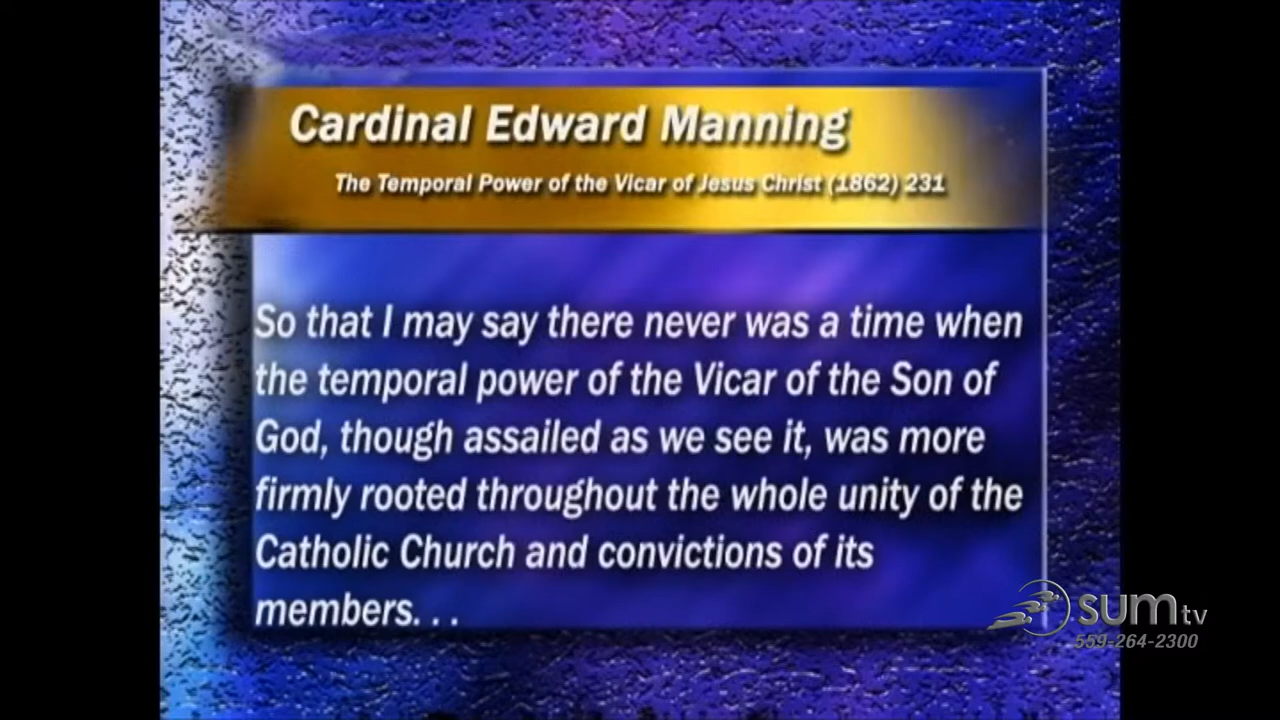 Cardinal Edward Manning
The Temporal Power of the Vicar of Jesus Christ (1862) 231
So that I may say there never was a time when
the temporal power of the Vicar of the Son of
God, though assailed as we see it, was more
firmly rooted throughout the whole unity of the
Catholic Church and convictions of its
members. . .
sumtv
559-264-2300